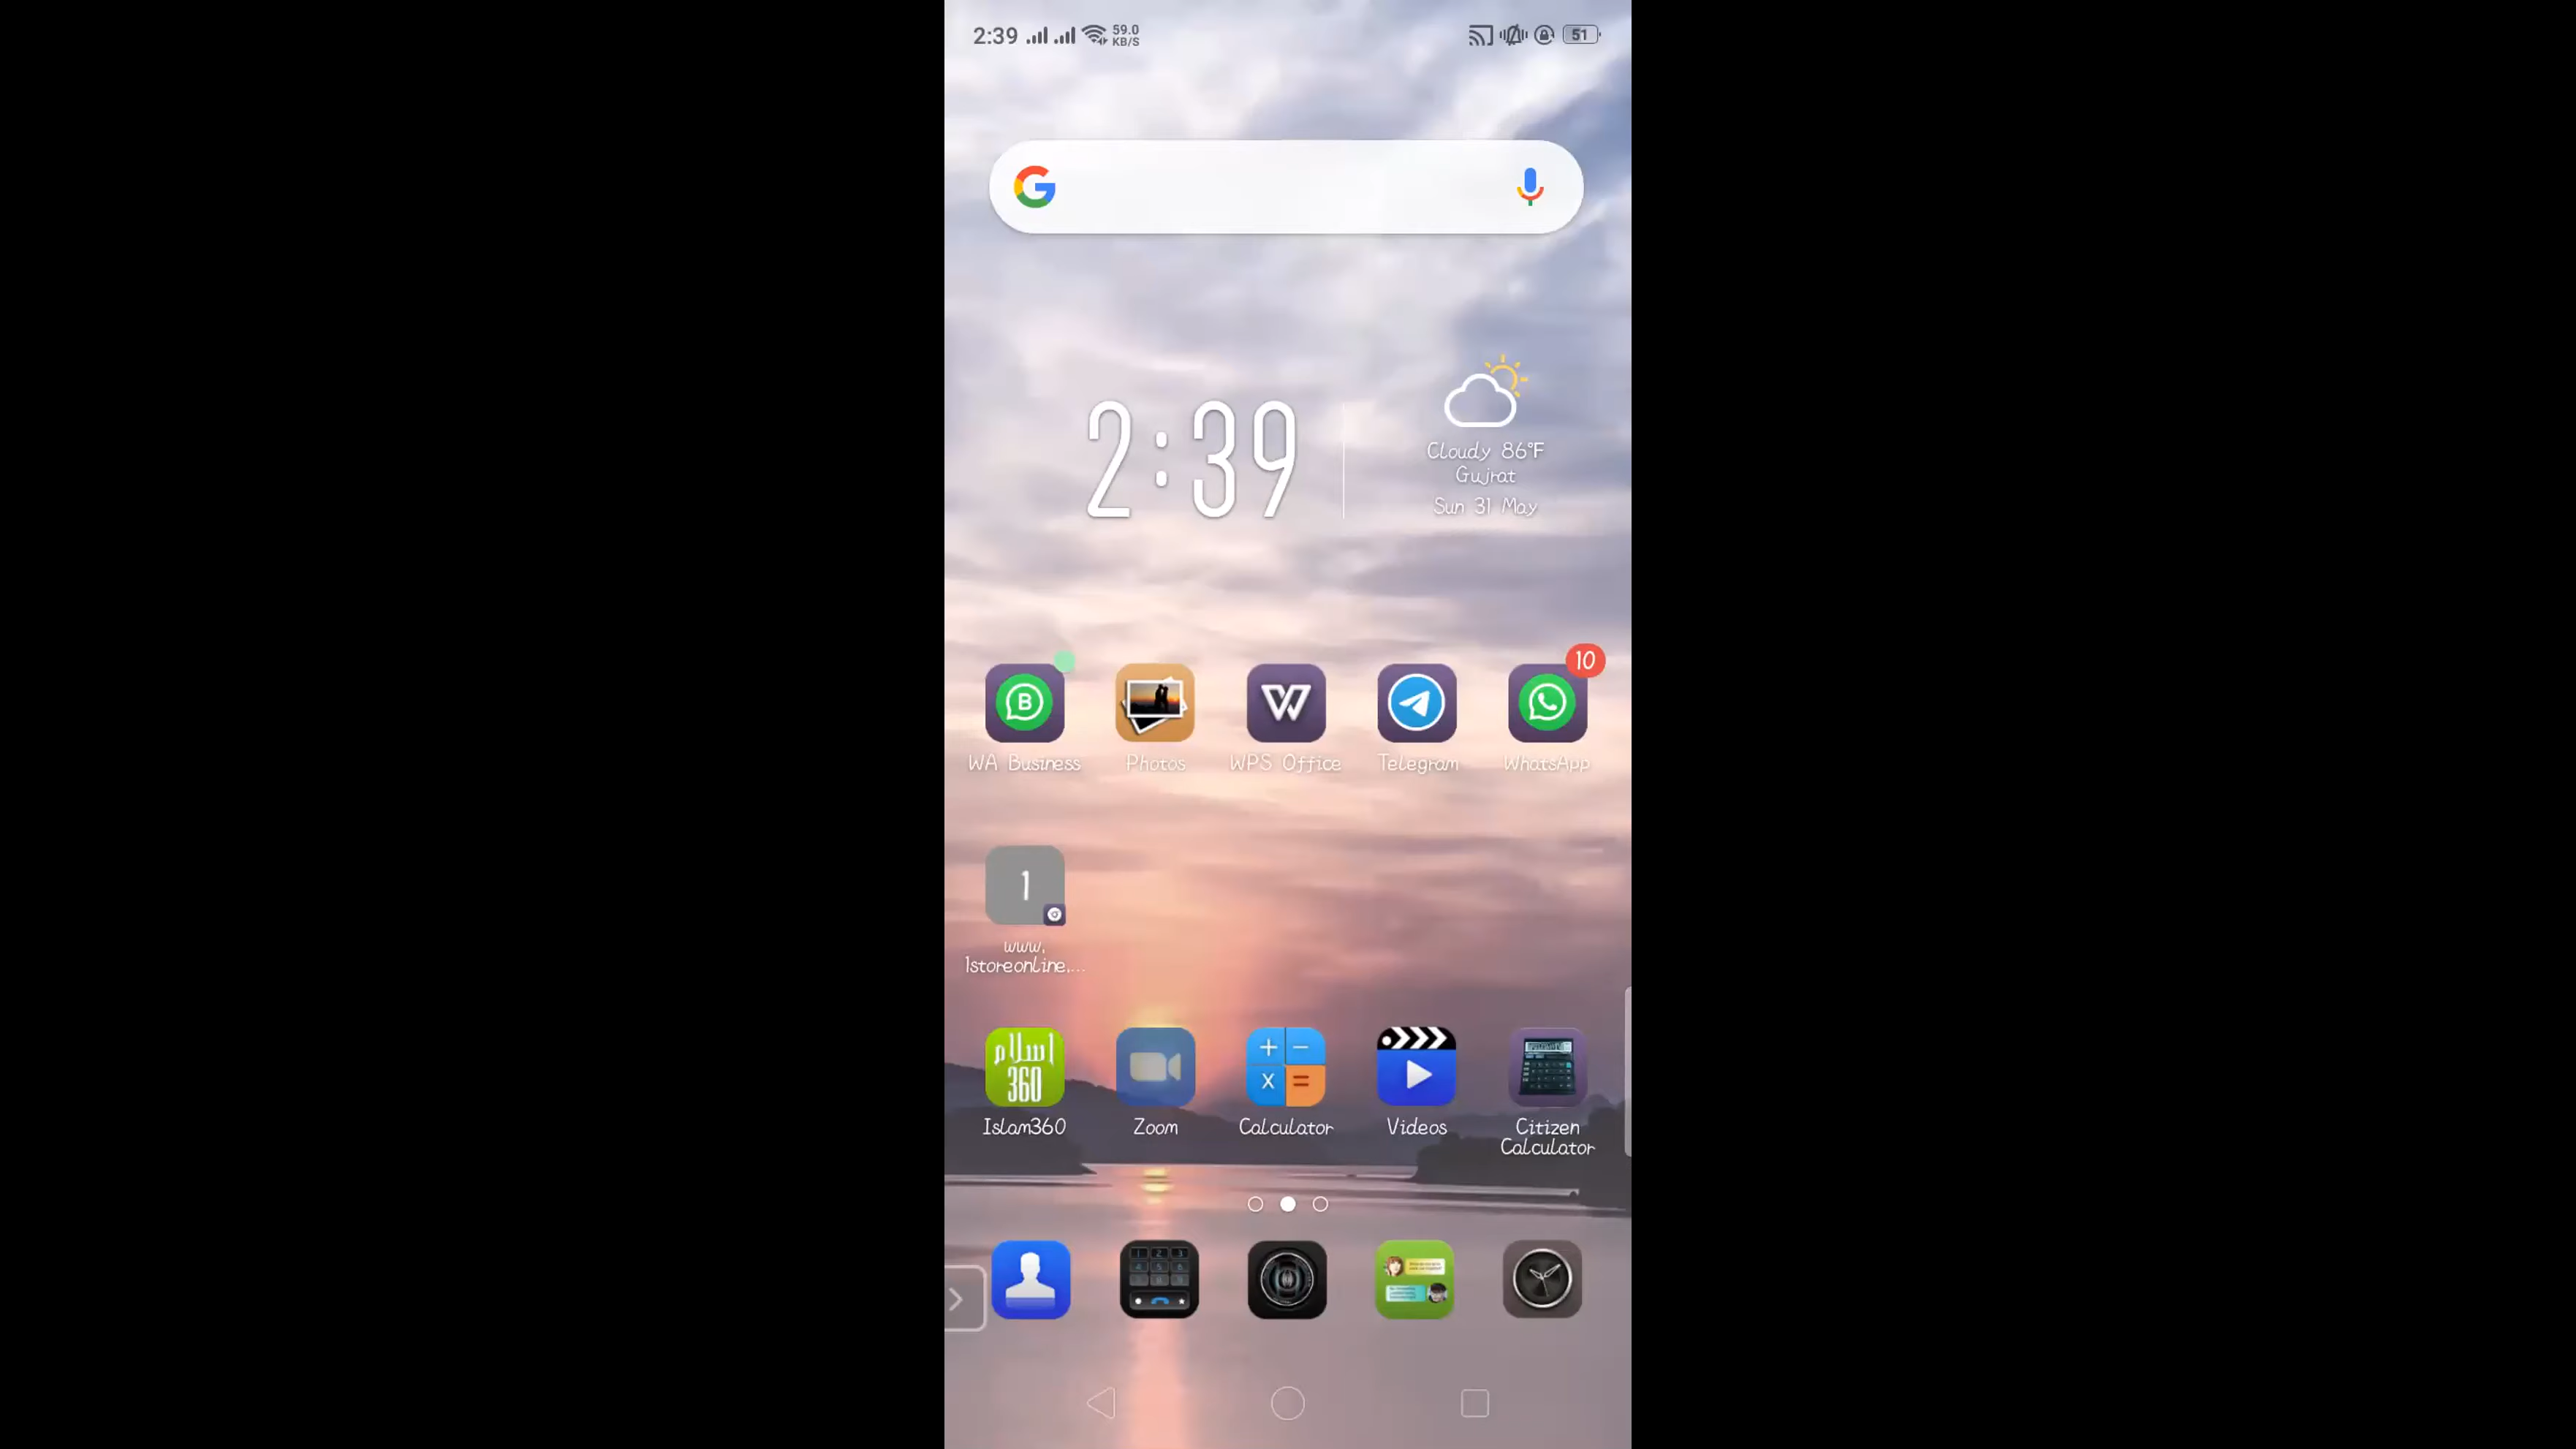 2:39 59.0 KB/S 51
2:39
Cloudy 86°F
Gujrat
Sun 31 May
10
WA Business Photos WPS Office Telegram WhatsApp
1
www.
1storeonline....
اسلام
360
Islam360 Zoom Calculator Videos Citizen
Calculator